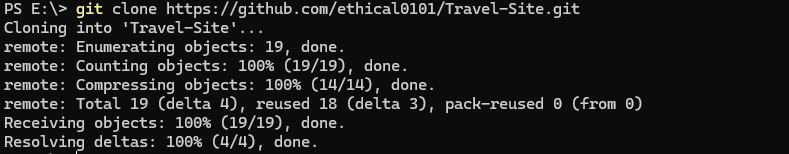 PS E:\> git clone https://github.com/ethical0101/Travel-Site.git
Cloning into 'Travel-Site'...
remote: Enumerating objects: 19, done.
remote: Counting objects: 100% (19/19), done.
remote: Compressing objects: 100% (14/14), done.
remote: Total 19 (delta 4), reused 18 (delta 3), pack-reused 0 (from 0)
Receiving objects: 100% (19/19), done.
Resolving deltas: 100% (4/4), done.